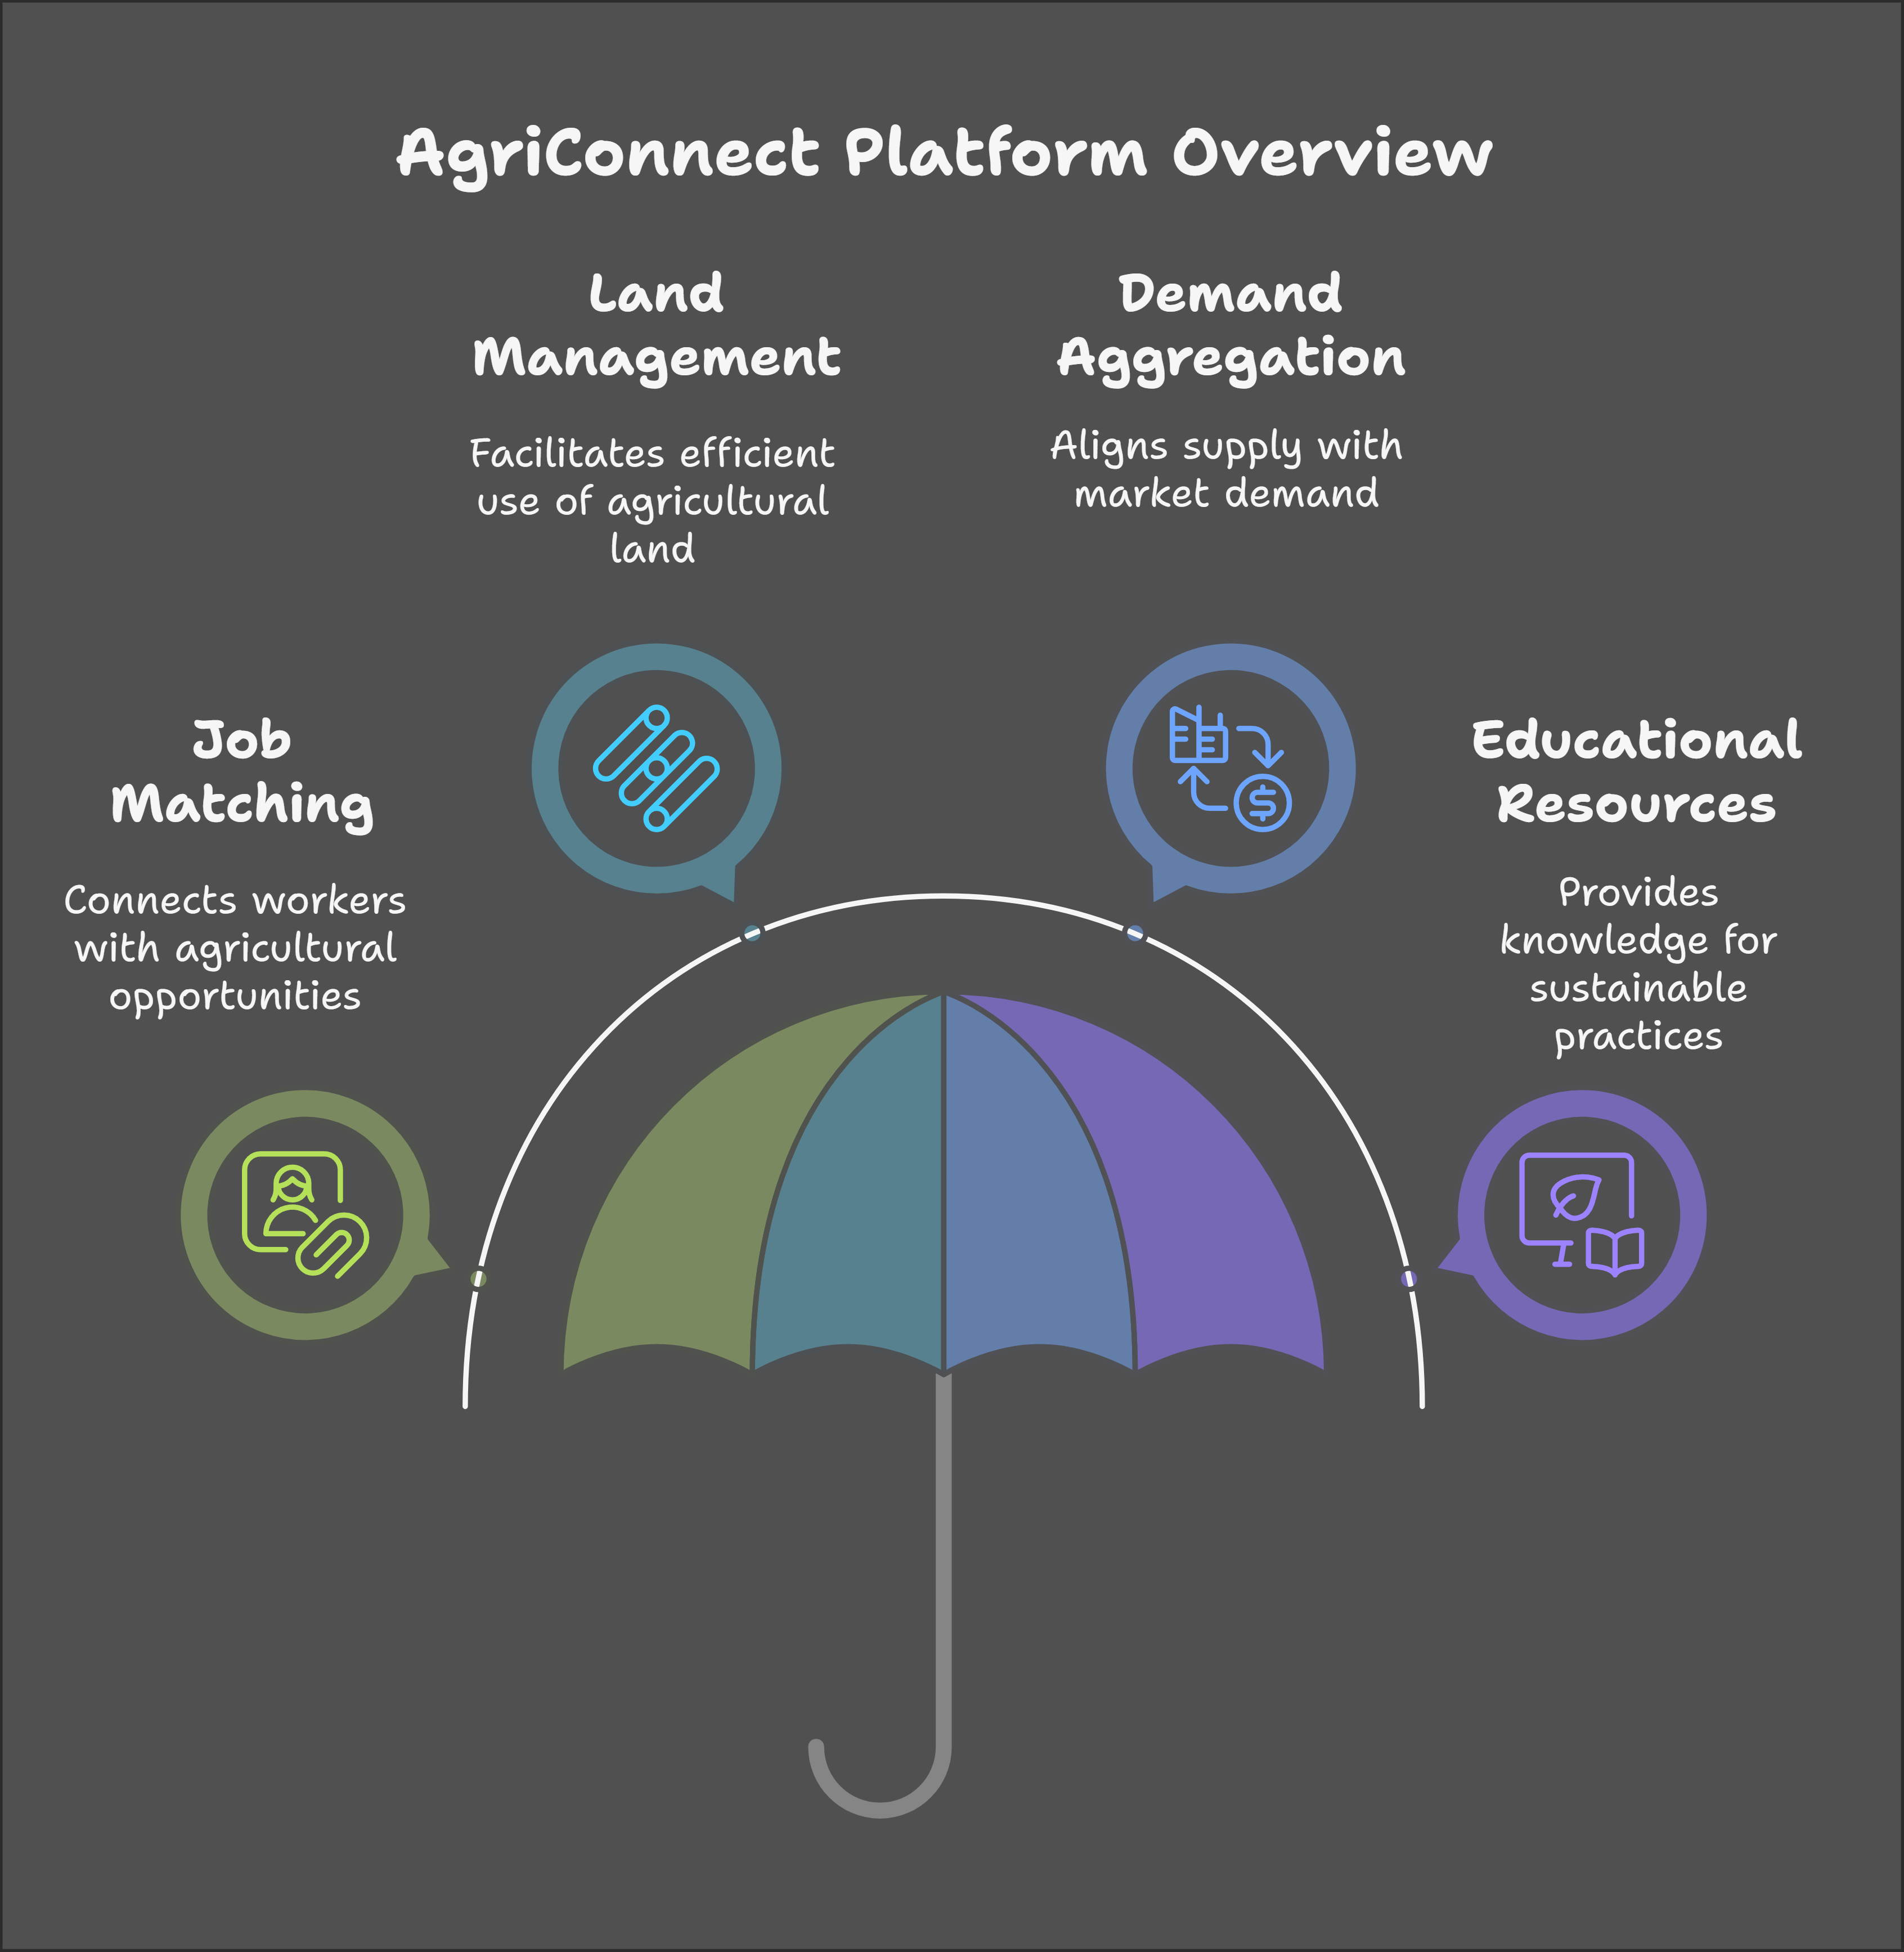 AgriConnect Platform Overview
Land
Management
Facilitates efficient
use of agricultural
land
Demand
Aggregation
Aligns supply with
market demand
Job
Matching
Connects workers
with agricultural
opportunities
Educational
Resources
Provides
knowledge for
sustainable
practices